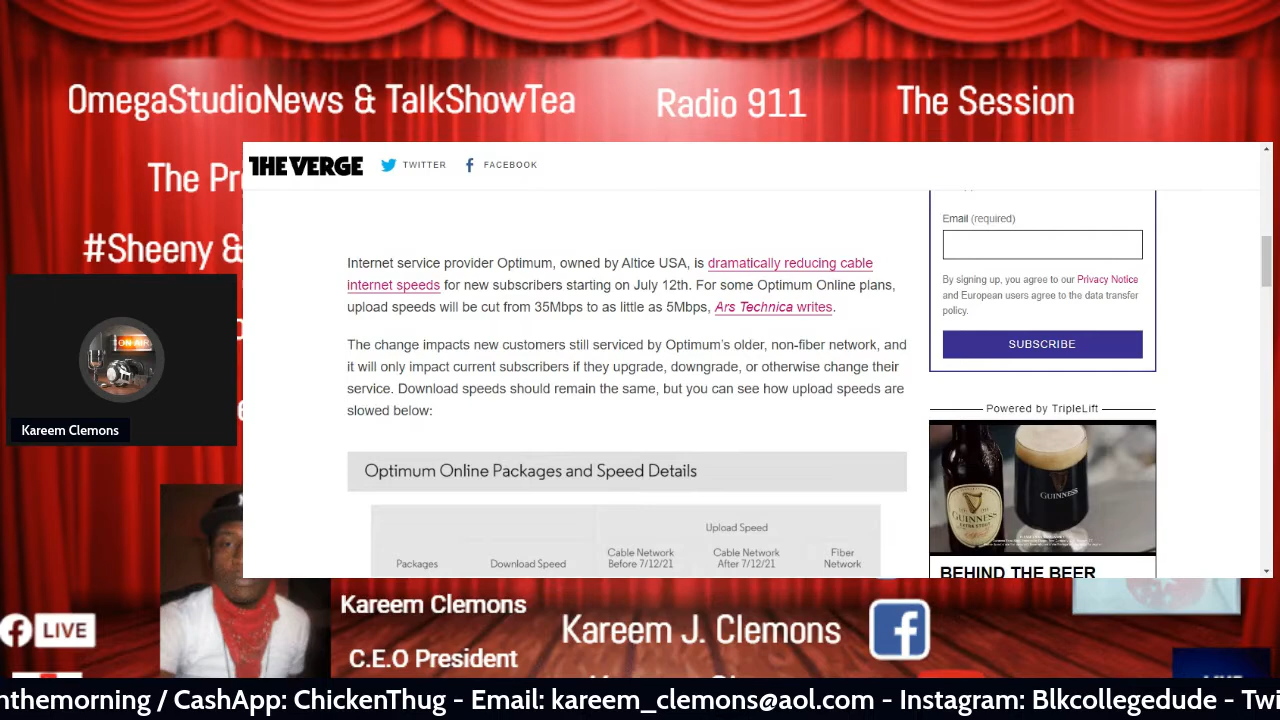 OmegaStudioNews & TalkShowTea
Radio 911
The Session
The Pr
#Sheeny &
THE VERGE
TWITTER
FACEBOOK
Email (required)
Internet service provider Optimum, owned by Altice USA, is dramatically reducing cable
internet speeds for new subscribers starting on July 12th. For some Optimum Online plans,
upload speeds will be cut from 35Mbps to as little as 5Mbps, Ars Technica writes.
The change impacts new customers still serviced by Optimum's older, non-fiber network, and
it will only impact current subscribers if they upgrade, downgrade, or otherwise change their
service. Download speeds should remain the same, but you can see how upload speeds are
slowed below:
By signing up, you agree to our Privacy Notice
and European users agree to the data transfer
policy.
SUBSCRIBE
Powered by TripleLift
GUINNESS
GUINNESS
BEHIND THE BEER
Optimum Online Packages and Speed Details
Upload Speed
Packages
Download Speed
Cable Network
Before 7/12/21
Cable Network
After 7/12/21
Fiber
Network
ON AIR
Kareem Clemons
LIVE
Kareem Clemons
C.E.O President
Kareem J. Clemons
nthemorning / CashApp: ChickenThug - Email: kareem_clemons@aol.com - Instagram: Blkcollegedude - Twi